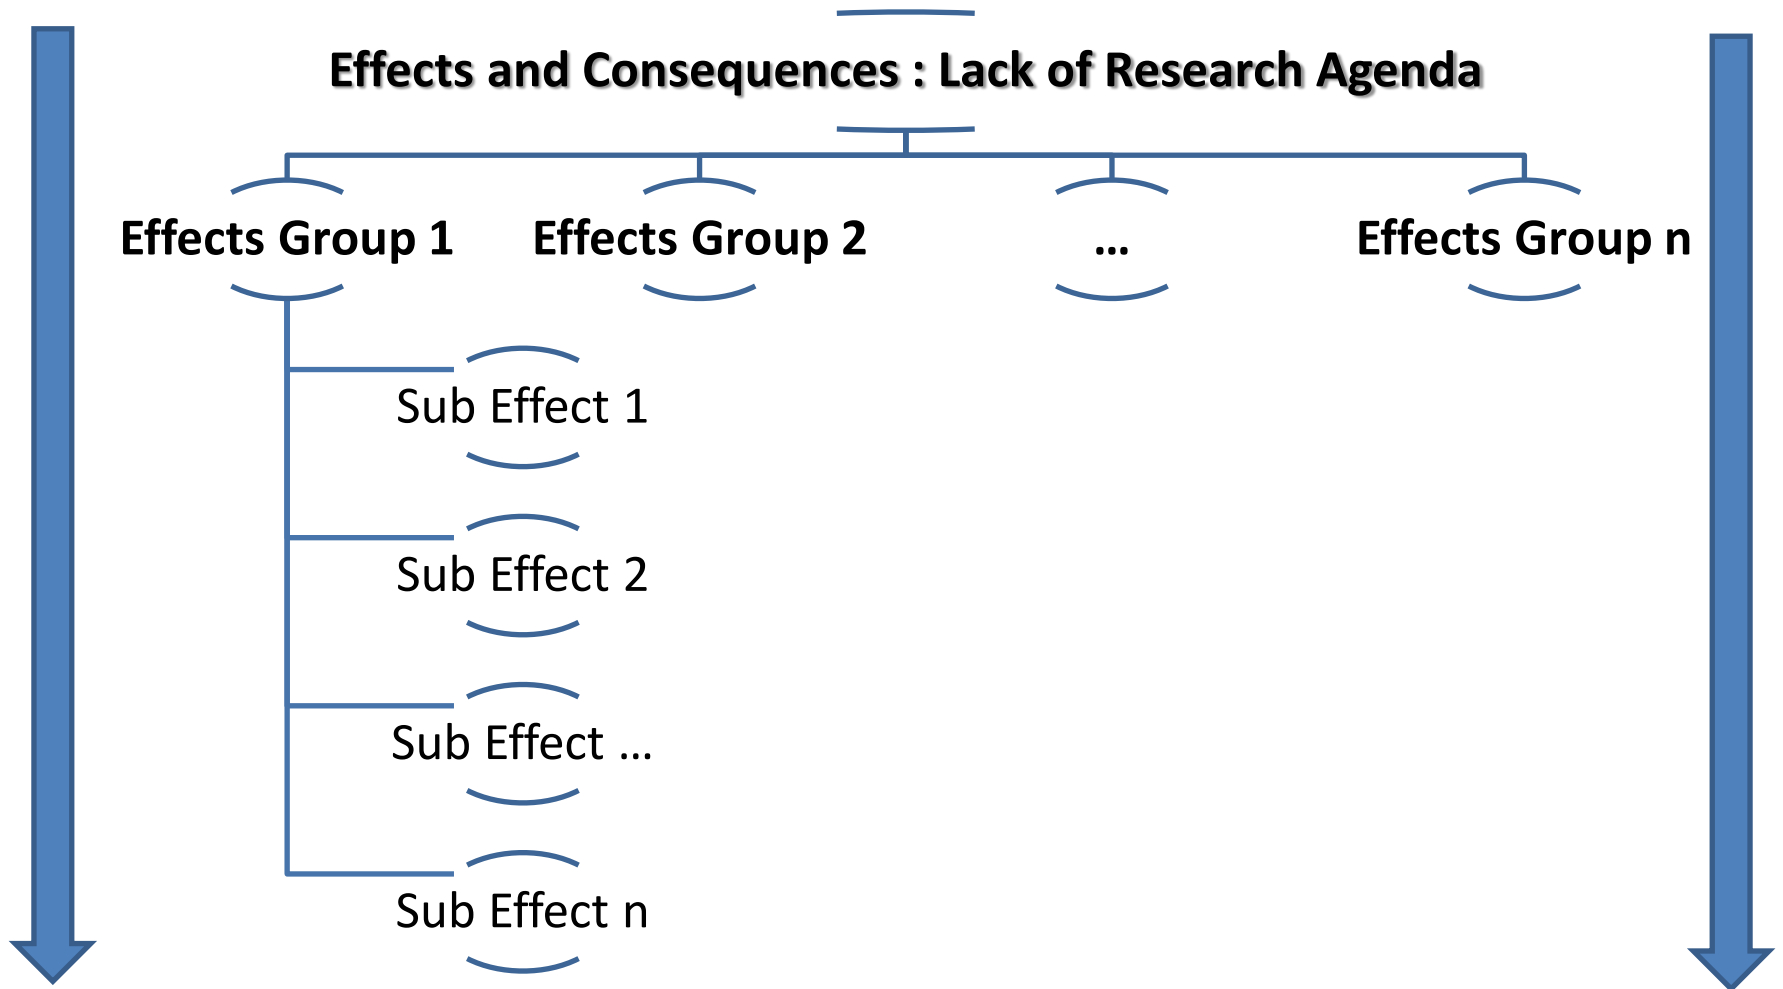 Effects and Consequences : Lack of Research Agenda
Effects Group 1
Effects Group 2
...
Effects Group n
Sub Effect 1
Sub Effect 2
Sub Effect ...
Sub Effect n